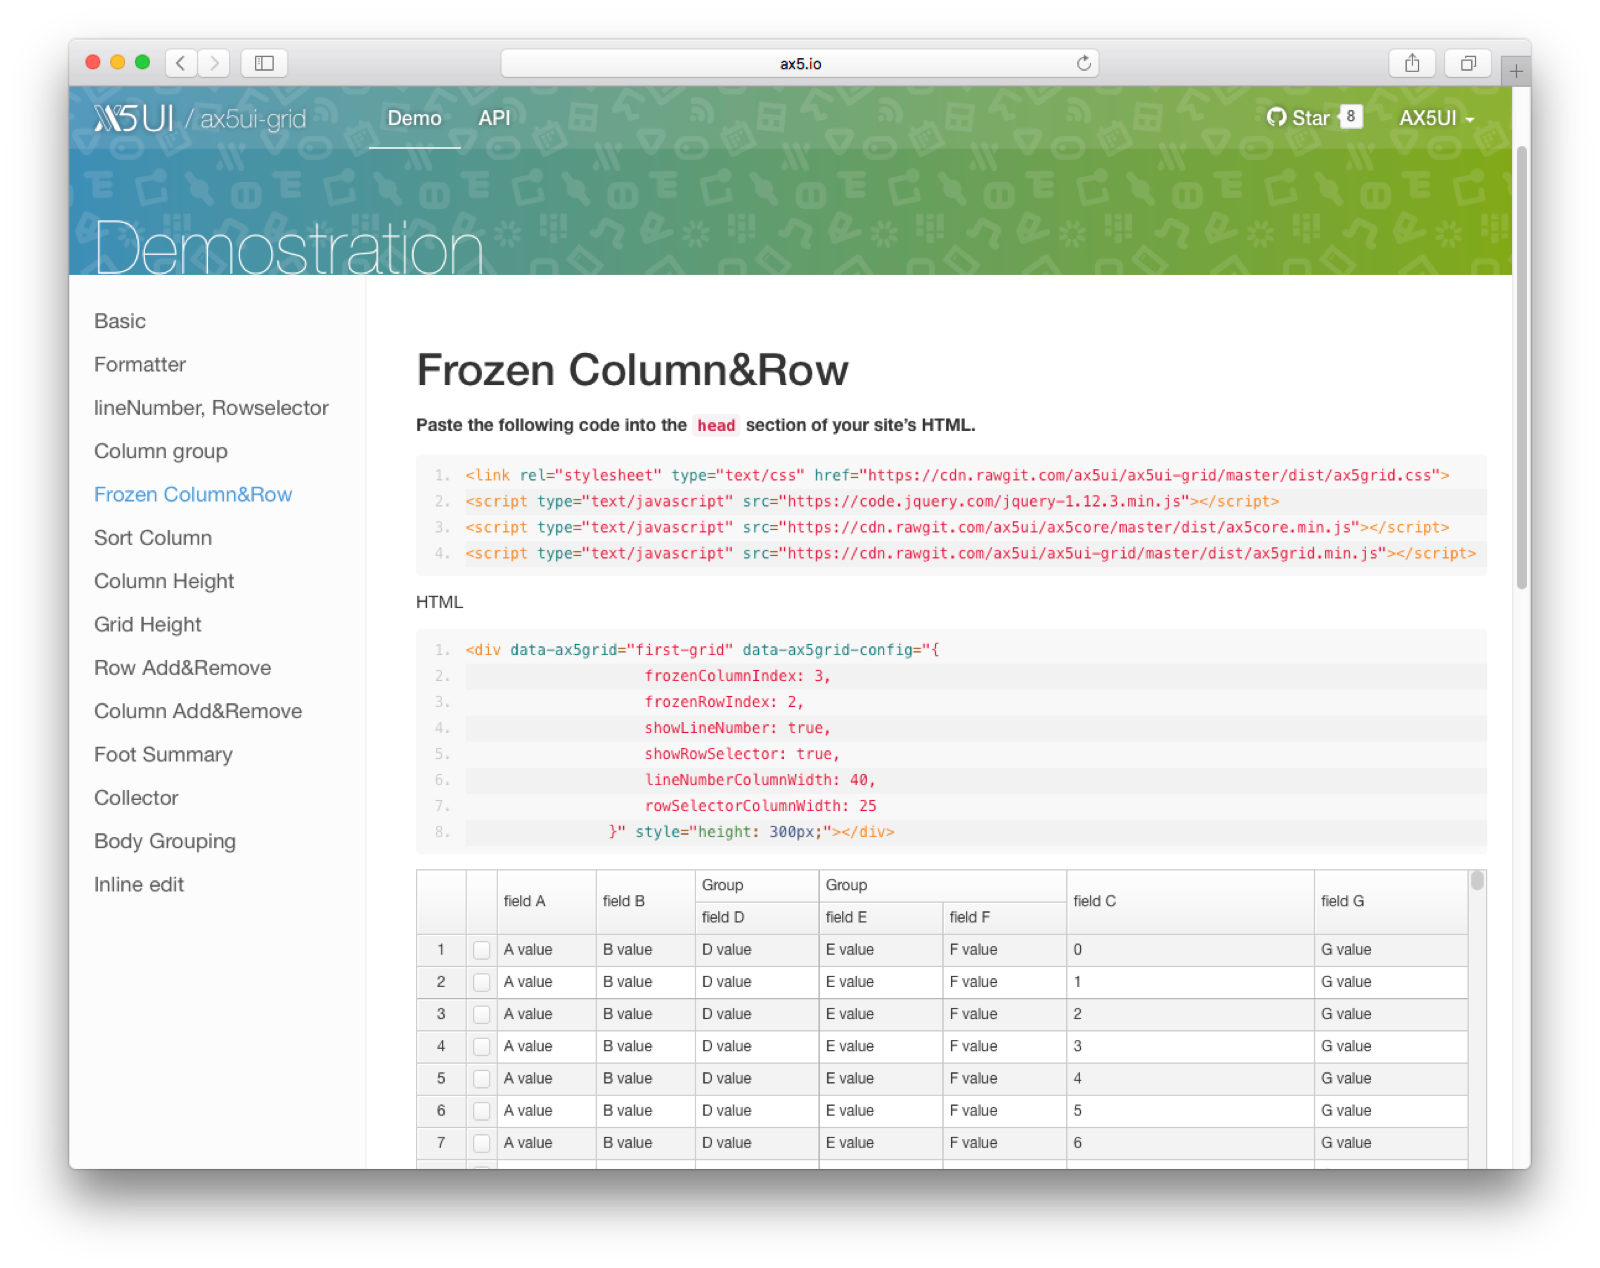 ax5.io
AX5UI / ax5ui-grid
Demo
API
Star 8
AX5UI
Demostration
Basic
Formatter
lineNumber, Rowselector
Column group
Frozen Column&Row
Sort Column
Column Height
Grid Height
Row Add&Remove
Column Add&Remove
Foot Summary
Collector
Body Grouping
Inline edit
Frozen Column&Row
Paste the following code into the head section of your site's HTML.
1. <link rel="stylesheet" type="text/css" href="https://cdn.rawgit.com/ax5ui/ax5ui-grid/master/dist/ax5grid.css">
2. <script type="text/javascript" src="https://code.jquery.com/jquery-1.12.3.min.js"></script>
3. <script type="text/javascript" src="https://cdn.rawgit.com/ax5ui/ax5core/master/dist/ax5core.min.js"></script>
4. <script type="text/javascript" src="https://cdn.rawgit.com/ax5ui/ax5ui-grid/master/dist/ax5grid.min.js"></script>
HTML
1. <div data-ax5grid="first-grid" data-ax5grid-config="{
2. frozenColumnIndex: 3,
3. frozenRowIndex: 2,
4. showLineNumber: true,
5. showRowSelector: true,
6. lineNumberColumnWidth: 40,
7. rowSelectorColumnWidth: 25
8. }" style="height: 300px;"></div>
Group Group
field A field B field C field G
field D field E field F
1 A value B value D value E value F value 0 G value
2 A value B value D value E value F value 1 G value
3 A value B value D value E value F value 2 G value
4 A value B value D value E value F value 3 G value
5 A value B value D value E value F value 4 G value
6 A value B value D value E value F value 5 G value
7 A value B value D value E value F value 6 G value